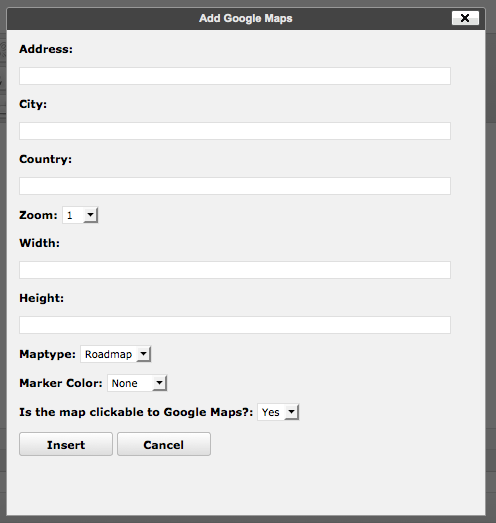 Add Google Maps
Address:
City:
Country:
Zoom: 1
Width:
Height:
Maptype: Roadmap
Marker Color: None
Is the map clickable to Google Maps?: Yes
Insert Cancel